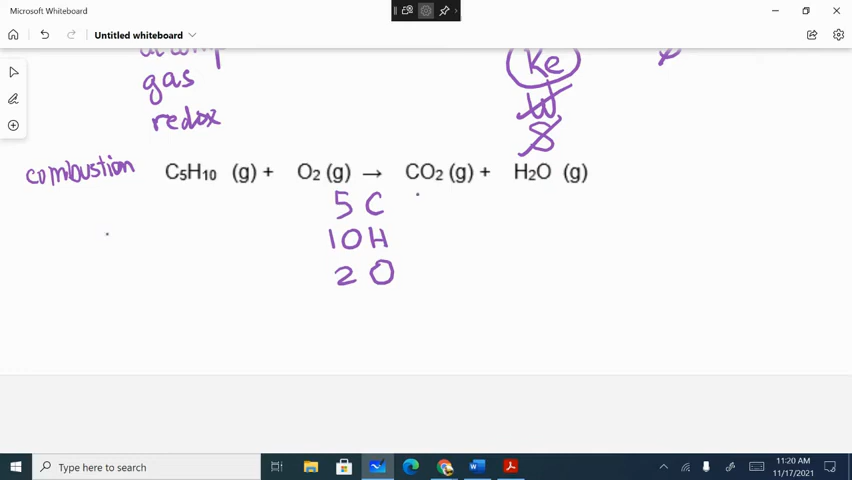 Microsoft Whiteboard
Untitled whiteboard
gas
redox
Ke
W
S
combustion C5H10 (g) + O2 (g) → CO2 (g) + H2O (g)
5 C
10 H
2 O
Type here to search
11:20 AM
11/17/2021